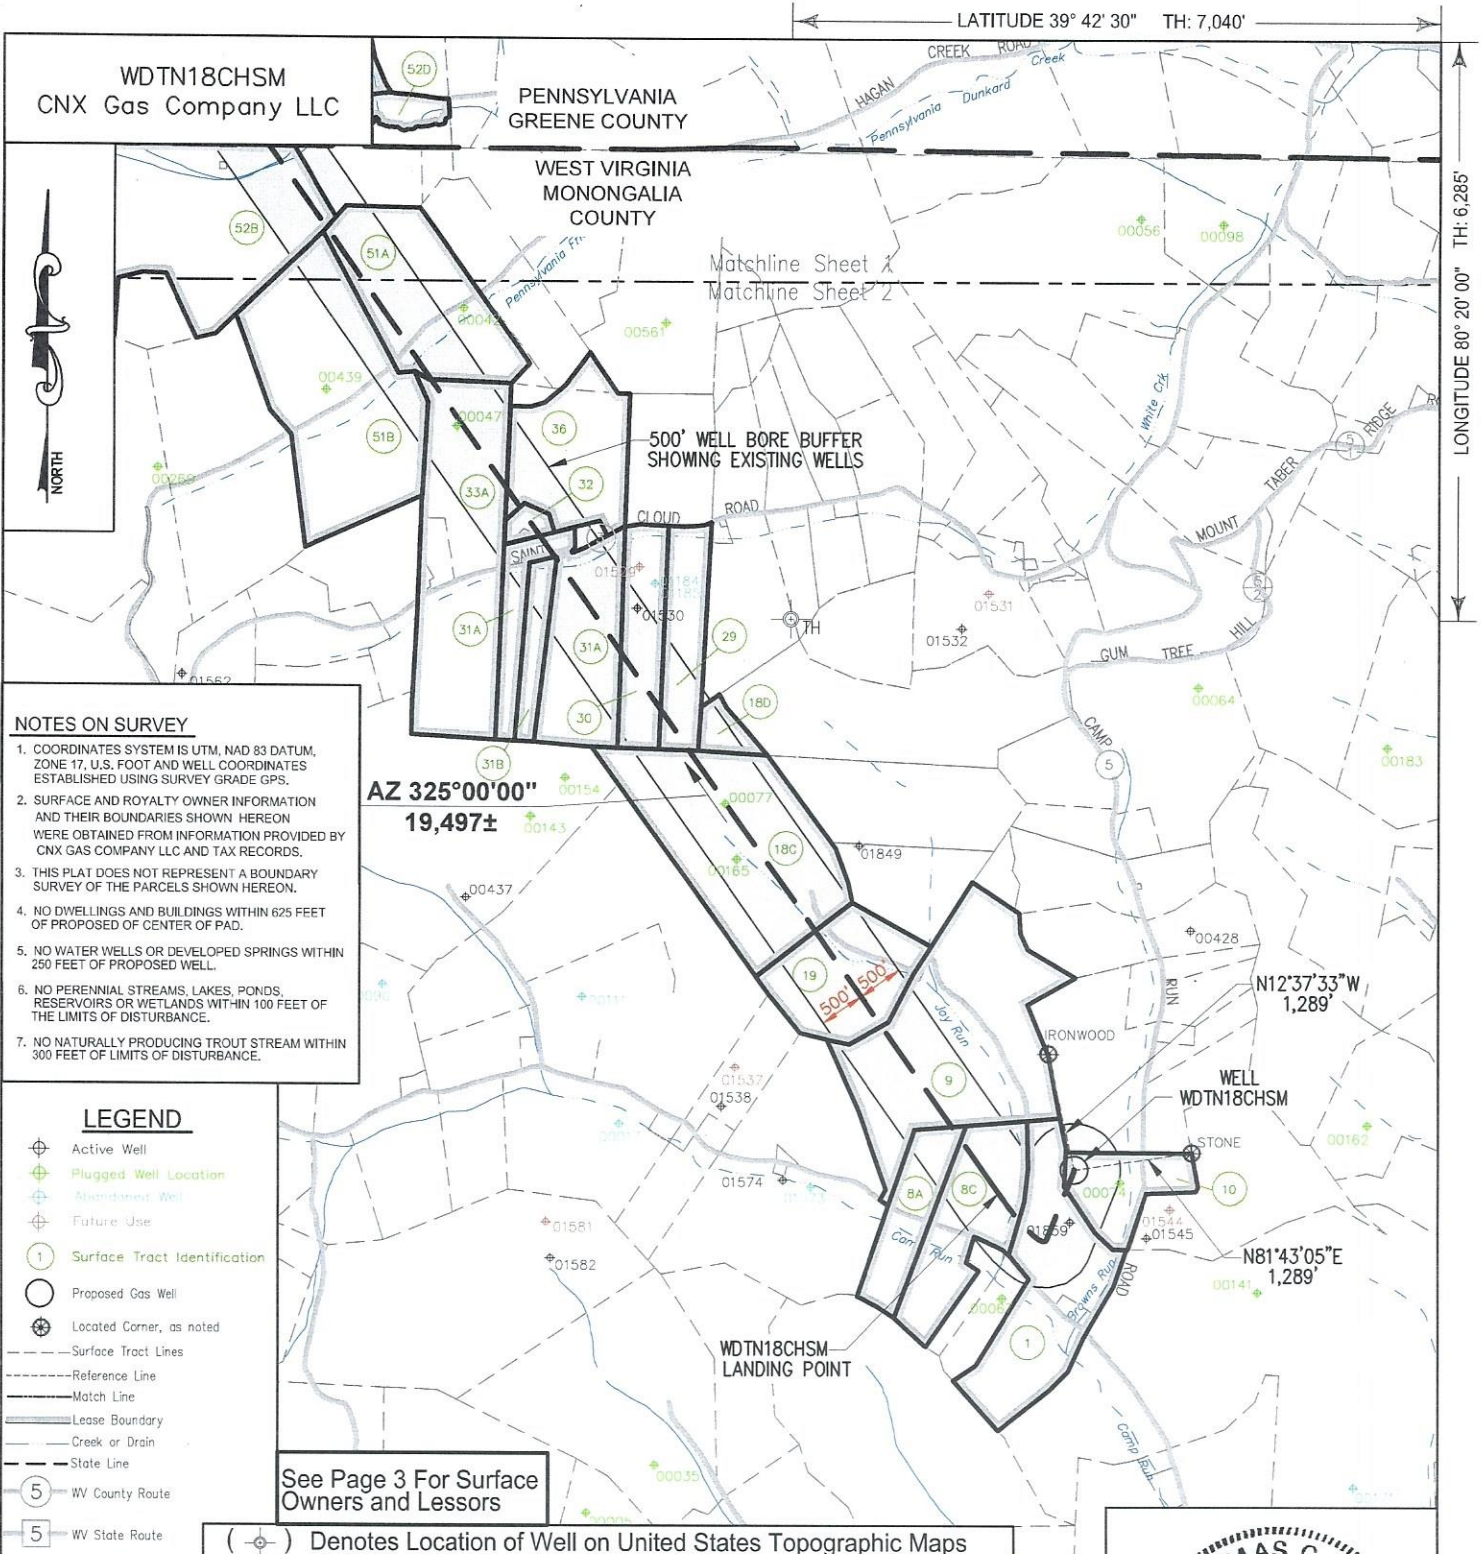 LATITUDE 39° 42' 30" TH: 7,040'
LONGITUDE 80° 20' 00" TH: 6,285'
WDTN18CHSM
CNX Gas Company LLC
52D
PENNSYLVANIA
GREENE COUNTY
HAGAN
CREEK ROAD
Pennsylvania Dunkard Creek
WEST VIRGINIA
MONONGALIA
COUNTY
52B
51A
00056
00098
Matchline Sheet 1
Matchline Sheet 2
Pennsylvania
00042
00561
NORTH
00439
51B
00047
36
500' WELL BORE BUFFER
SHOWING EXISTING WELLS
White Crk
MOUNT
TABER
RIDGE
33A
32
SAINT
CLOUD
ROAD
01530
01531
01532
TH
GUM TREE HILL
31A
31A
29
30
18D
31B
01562
00064
CAMP
5
RUN
ROAD
00183
NOTES ON SURVEY
1. COORDINATES SYSTEM IS UTM, NAD 83 DATUM,
ZONE 17, U.S. FOOT AND WELL COORDINATES
ESTABLISHED USING SURVEY GRADE GPS.
2. SURFACE AND ROYALTY OWNER INFORMATION
AND THEIR BOUNDARIES SHOWN HEREON
WERE OBTAINED FROM INFORMATION PROVIDED BY
CNX GAS COMPANY LLC AND TAX RECORDS.
3. THIS PLAT DOES NOT REPRESENT A BOUNDARY
SURVEY OF THE PARCELS SHOWN HEREON.
4. NO DWELLINGS AND BUILDINGS WITHIN 625 FEET
OF PROPOSED OF CENTER OF PAD.
5. NO WATER WELLS OR DEVELOPED SPRINGS WITHIN
250 FEET OF PROPOSED WELL.
6. NO PERENNIAL STREAMS, LAKES, PONDS,
RESERVOIRS OR WETLANDS WITHIN 100 FEET OF
THE LIMITS OF DISTURBANCE.
7. NO NATURALLY PRODUCING TROUT STREAM WITHIN
300 FEET OF LIMITS OF DISTURBANCE.
AZ 325°00'00"
19,497±
00154
00143
00077
00165
18C
01849
00437
00428
19
500' 500'
Joy Run
9
IRONWOOD
N12°37'33"W
1,289'
WELL
WDTN18CHSM
STONE
01537
01538
01574
8A
8C
10
00162
01544
01545
01581
01582
Carr Run
Browns Run
N81°43'05"E
1,289'
00141
1
WDTN18CHSM
LANDING POINT
Camp Run
00035
LEGEND
Active Well
Plugged Well Location
Abandoned Well
Future Use
1 Surface Tract Identification
Proposed Gas Well
Located Corner, as noted
Surface Tract Lines
Reference Line
Match Line
Lease Boundary
Creek or Drain
State Line
5 WV County Route
5 WV State Route
See Page 3 For Surface
Owners and Lessors
( ) Denotes Location of Well on United States Topographic Maps